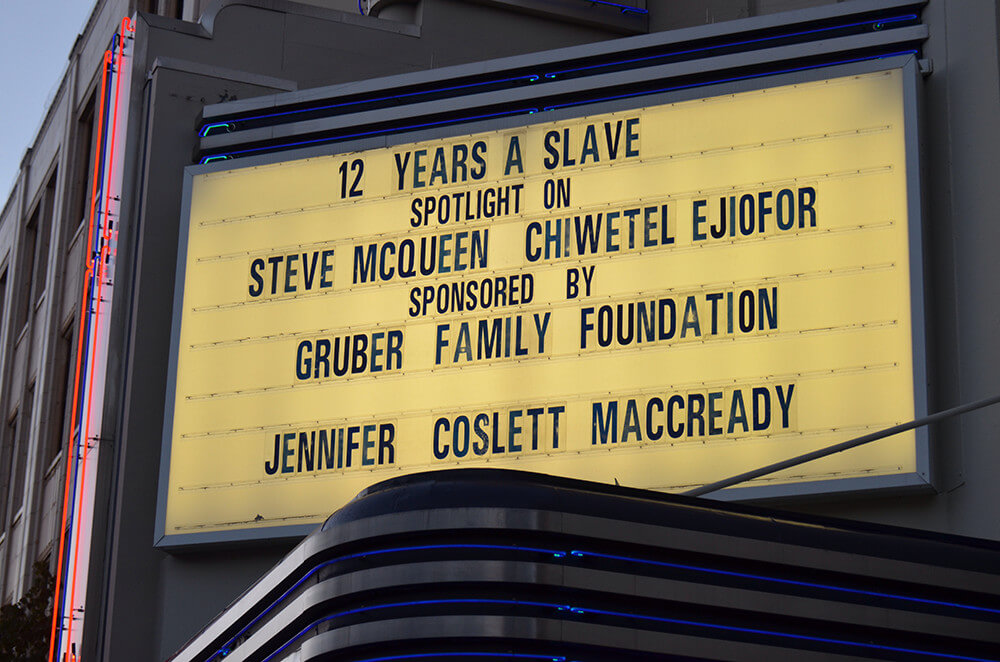 12 YEARS A SLAVE
SPOTLIGHT ON
STEVE MCQUEEN CHIWETEL EJIOFOR
SPONSORED BY
GRUBER FAMILY FOUNDATION
JENNIFER COSLETT MACCREADY